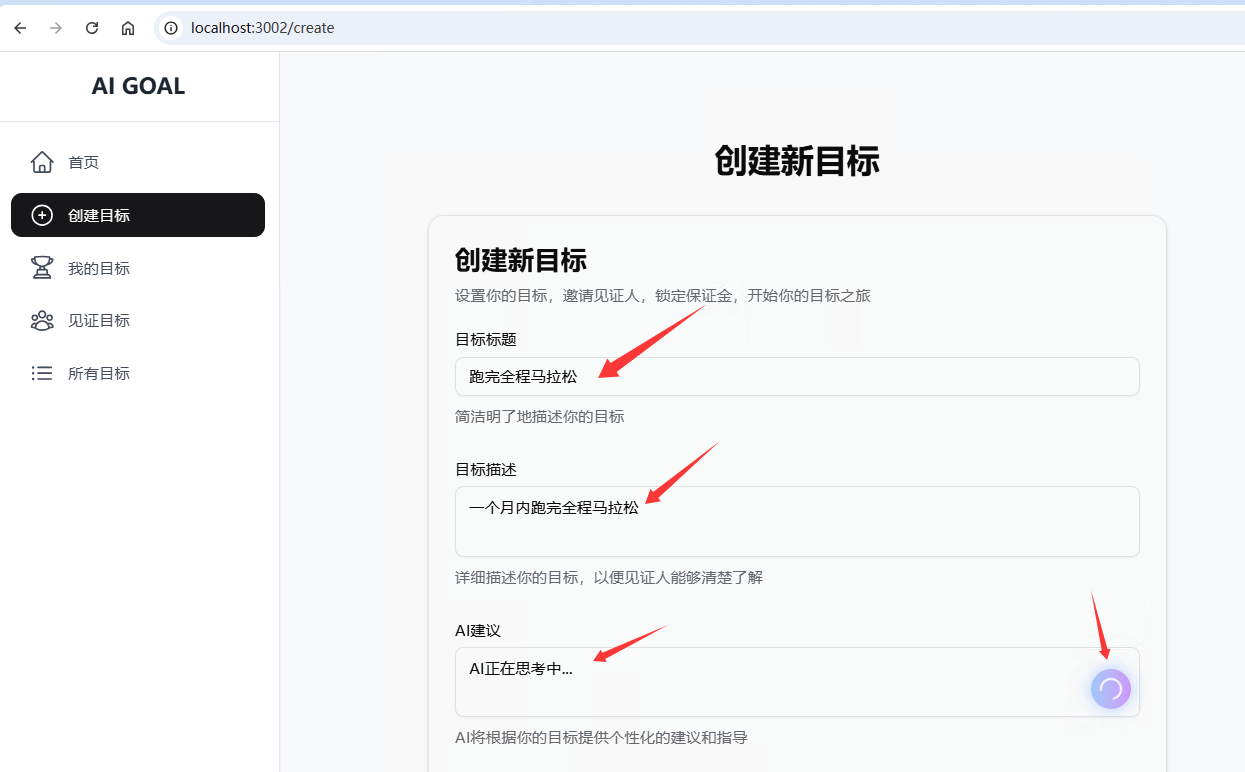 localhost:3002/create
AI GOAL
首页
创建目标
我的目标
见证目标
所有目标
创建新目标
创建新目标
设置你的目标，邀请见证人，锁定保证金，开始你的目标之旅
目标标题
跑完全程马拉松
简洁明了地描述你的目标
目标描述
一个月内跑完全程马拉松
详细描述你的目标，以便见证人能够清楚了解
AI建议
AI正在思考中...
AI将根据你的目标提供个性化的建议和指导